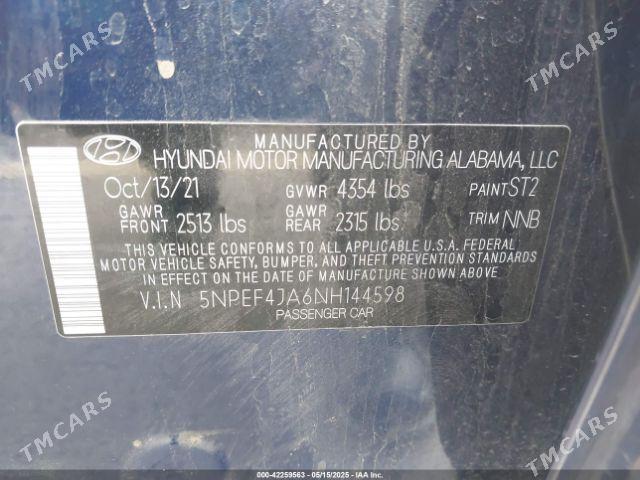 TMCARS
TMCARS
MANUFACTURED BY
HYUNDAI MOTOR MANUFACTURING ALABAMA, LLC
Oct/13/21 GVWR 4354 lbs PAINT ST2
GAWR FRONT 2513 lbs GAWR REAR 2315 lbs TRIM NNB
THIS VEHICLE CONFORMS TO ALL APPLICABLE U.S.A. FEDERAL
MOTOR VEHICLE SAFETY, BUMPER, AND THEFT PREVENTION STANDARDS
IN EFFECT ON THE DATE OF MANUFACTURE SHOWN ABOVE.
V.I.N 5NPEF4JA6NH144598
PASSENGER CAR
TMCARS
TMCARS
TMCARS
000-42259563 - 05/15/2025 - IAAI.COM